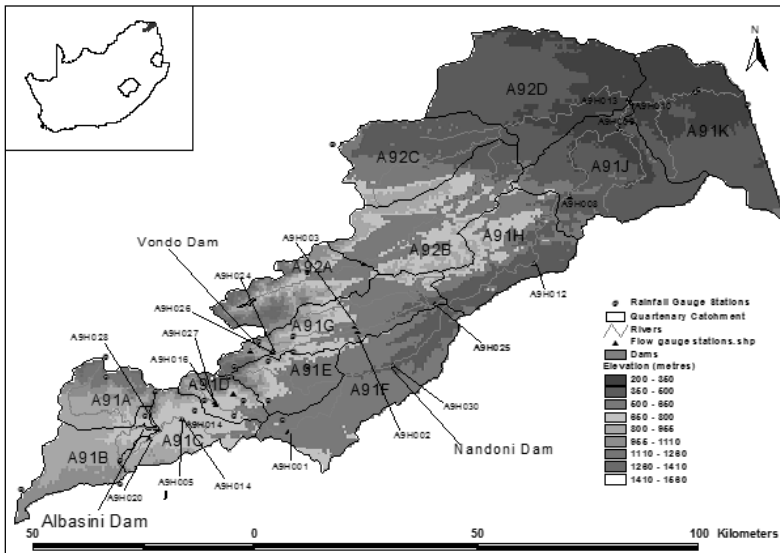 N
A92D
A9H013
A9H030
A91K
A92C
A91J
A9H008
A9H003
A92B
A91H
Vondo Dam
A9H024
A92A
A9H012
A9H026
A91G
A9H025
A9H027
A9H028
A9H016
A91D
A91E
A91F
A91A
A9H030
A91C
A9H014
A9H002
Nandoni Dam
A91B
A9H001
A9H005
A9H014
A9H020
J
Albasini Dam
Rainfall Gauge Stations
Quartenary Catchment
Rivers
Flow gauge stations.shp
Dams
Elevation (metres)
200 - 350
350 - 500
500 - 650
650 - 800
800 - 955
955 - 1110
1110 - 1260
1260 - 1410
1410 - 1560
50 0 50 100 Kilometers